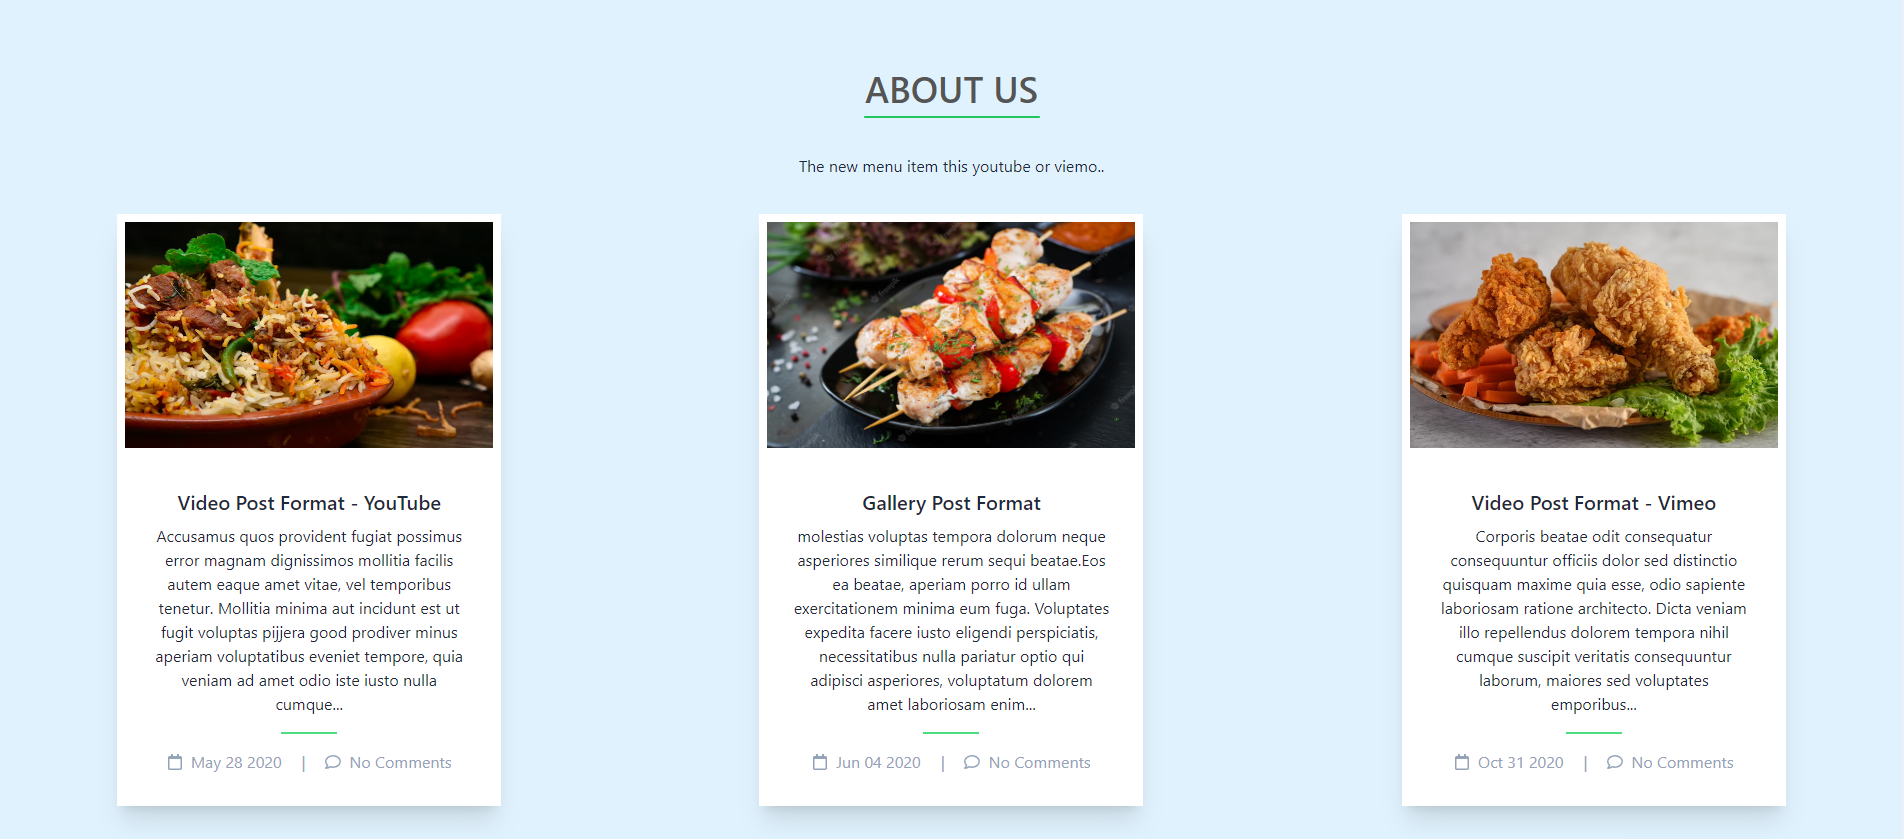 ABOUT US
The new menu item this youtube or viemo..
Video Post Format - YouTube
Accusamus quos provident fugiat possimus
error magnam dignissimos mollitia facilis
autem eaque amet vitae, vel temporibus
tenetur. Mollitia minima aut incidunt est ut
fugit voluptas pijjera good prodiver minus
aperiam voluptatibus eveniet tempore, quia
veniam ad amet odio iste iusto nulla
cumque...
May 28 2020 | No Comments
Gallery Post Format
molestias voluptas tempora dolorum neque
asperiores similique rerum sequi beatae.Eos
ea beatae, aperiam porro id ullam
exercitationem minima eum fuga. Voluptates
expedita facere iusto eligendi perspiciatis,
necessitatibus nulla pariatur optio qui
adipisci asperiores, voluptatum dolorem
amet laboriosam enim...
Jun 04 2020 | No Comments
Video Post Format - Vimeo
Corporis beatae odit consequatur
consequuntur officiis dolor sed distinctio
quisquam maxime quia esse, odio sapiente
laboriosam ratione architecto. Dicta veniam
illo repellendus dolorem tempora nihil
cumque suscipit veritatis consequuntur
laborum, maiores sed voluptates
emporibus...
Oct 31 2020 | No Comments